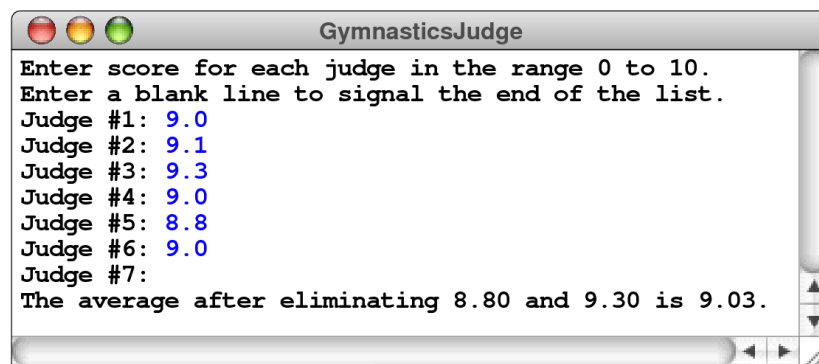 GymnasticsJudge
Enter score for each judge in the range 0 to 10.
Enter a blank line to signal the end of the list.
Judge #1: 9.0
Judge #2: 9.1
Judge #3: 9.3
Judge #4: 9.0
Judge #5: 8.8
Judge #6: 9.0
Judge #7:
The average after eliminating 8.80 and 9.30 is 9.03.